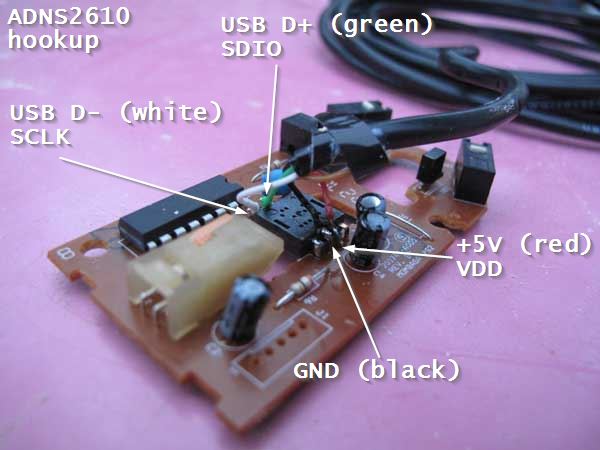 ADNS2610
hookup
USB D+ (green)
SDIO
USB D- (white)
SCLK
+5V (red)
VDD
GND (black)